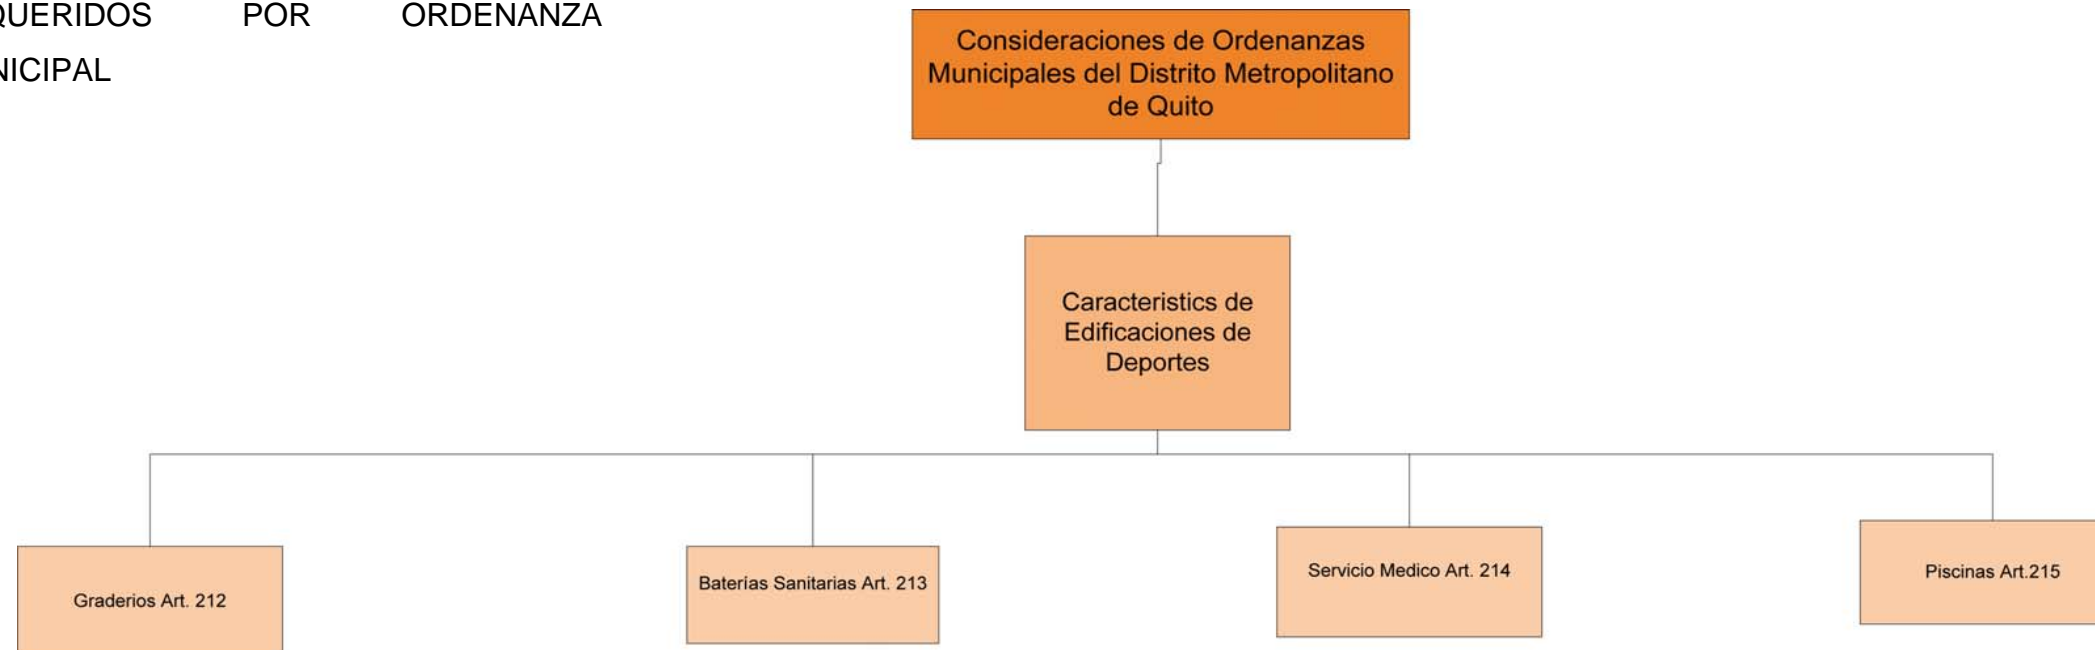 QUERIDOS POR ORDENANZA
NICIPAL
Consideraciones de Ordenanzas
Municipales del Distrito Metropolitano
de Quito
Caracteristics de
Edificaciones de
Deportes
Graderios Art. 212
Baterías Sanitarias Art. 213
Servicio Medico Art. 214
Piscinas Art.215